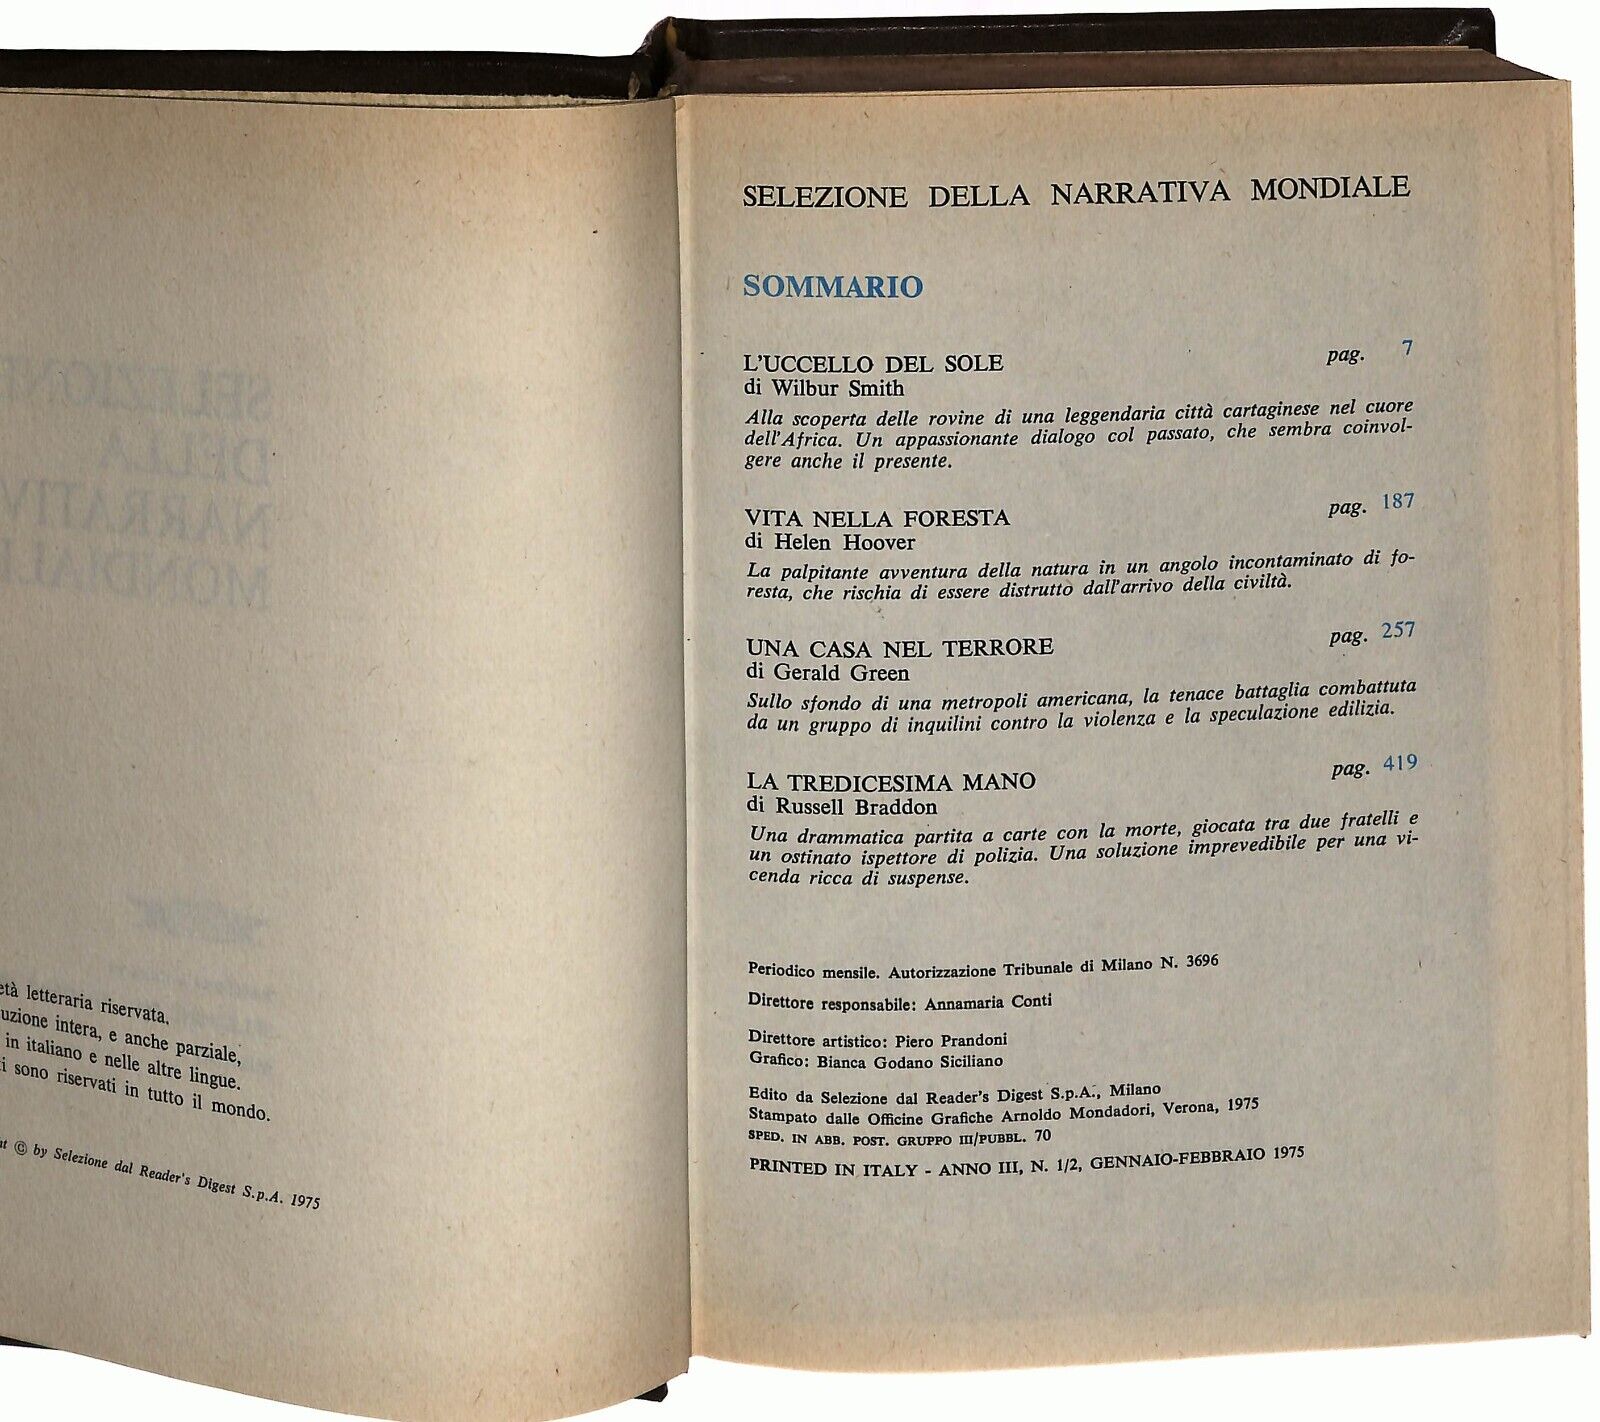 età letteraria riservata.
uzione intera, e anche parziale,
in italiano e nelle altre lingue.
i sono riservati in tutto il mondo.
© by Selezione dal Reader's Digest S.p.A. 1975
SELEZIONE DELLA NARRATIVA MONDIALE
SOMMARIO
L'UCCELLO DEL SOLE pag. 7
di Wilbur Smith
Alla scoperta delle rovine di una leggendaria città cartaginese nel cuore
dell'Africa. Un appassionante dialogo col passato, che sembra coinvol-
gere anche il presente.
VITA NELLA FORESTA pag. 187
di Helen Hoover
La palpitante avventura della natura in un angolo incontaminato di fo-
resta, che rischia di essere distrutto dall'arrivo della civiltà.
UNA CASA NEL TERRORE pag. 257
di Gerald Green
Sullo sfondo di una metropoli americana, la tenace battaglia combattuta
da un gruppo di inquilini contro la violenza e la speculazione edilizia.
LA TREDICESIMA MANO pag. 419
di Russell Braddon
Una drammatica partita a carte con la morte, giocata tra due fratelli e
un ostinato ispettore di polizia. Una soluzione imprevedibile per una vi-
cenda ricca di suspense.
Periodico mensile. Autorizzazione Tribunale di Milano N. 3696
Direttore responsabile: Annamaria Conti
Direttore artistico: Piero Prandoni
Grafico: Bianca Godano Siciliano
Edito da Selezione dal Reader's Digest S.p.A., Milano
Stampato dalle Officine Grafiche Arnoldo Mondadori, Verona, 1975
SPED. IN ABB. POST. GRUPPO III/PUBBL. 70
PRINTED IN ITALY - ANNO III, N. 1/2, GENNAIO-FEBBRAIO 1975